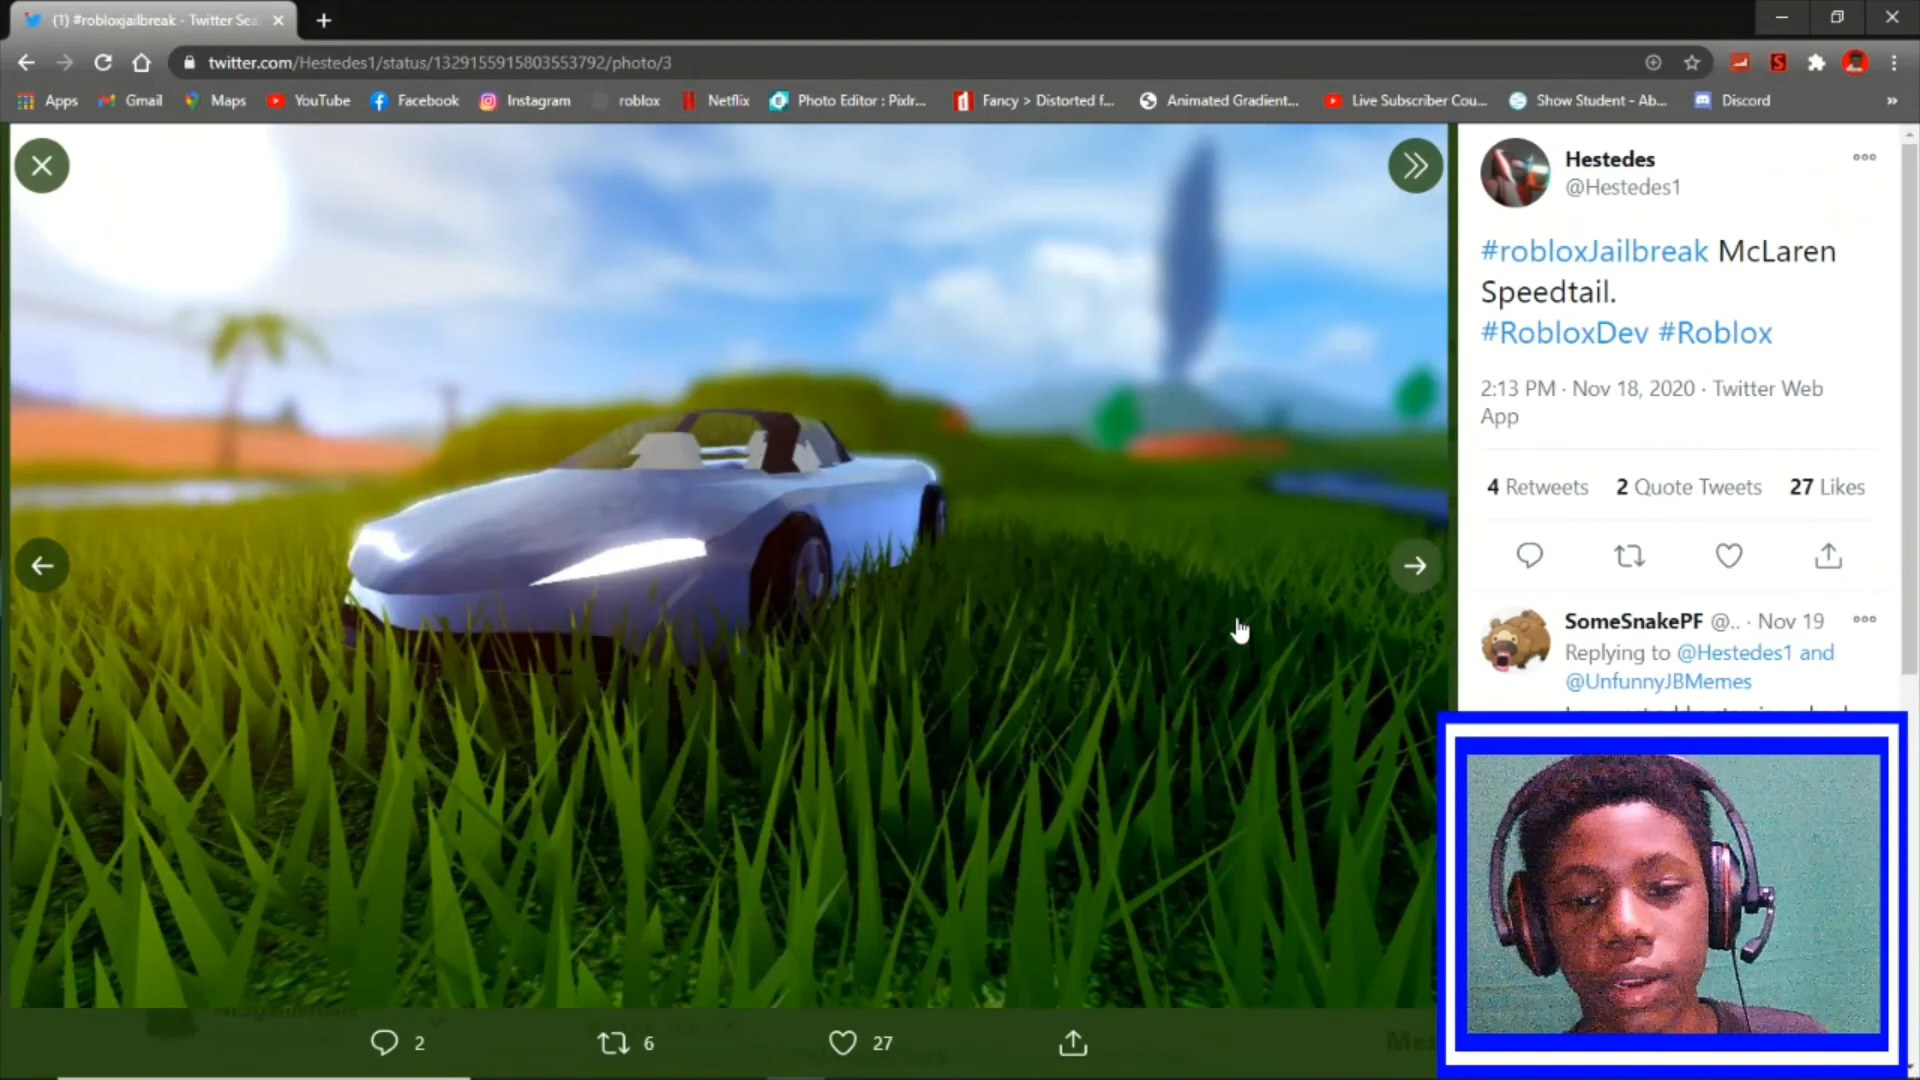 (1) #robloxjailbreak - Twitter Sea
twitter.com/Hestedes1/status/1329155915803553792/photo/3
Apps Gmail Maps YouTube Facebook Instagram roblox Netflix Photo Editor : Pixlr... Fancy > Distorted f... Animated Gradient... Live Subscriber Cou... Show Student - Ab... Discord
Hestedes
@Hestedes1
#robloxJailbreak McLaren
Speedtail.
#RobloxDev #Roblox
2:13 PM · Nov 18, 2020 · Twitter Web
App
4 Retweets 2 Quote Tweets 27 Likes
SomeSnakePF @.. · Nov 19
Replying to @Hestedes1 and
@UnfunnyJBMemes
2 6 27